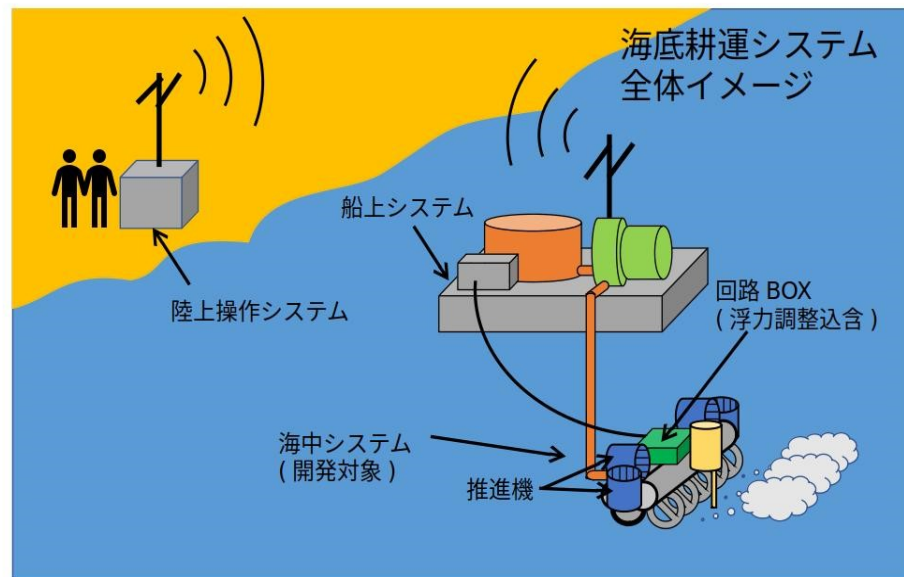 海底耕運システム
全体イメージ
船上システム
陸上操作システム
回路 BOX
( 浮力調整込含 )
海中システム
( 開発対象 )
推進機